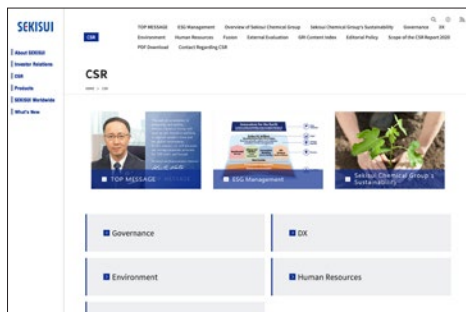 SEKISUI
About SEKISUI
Investor Relations
CSR
Products
SEKISUI Worldwide
What's New
CSR
TOP MESSAGE ESG Management Overview of Sekisui Chemical Group Sekisui Chemical Group's Sustainability Governance DX
Environment Human Resources Fusion External Evaluation GRI Content Index Editorial Policy Scope of the CSR Report 2020
PDF Download Contact Regarding CSR
CSR
HOME > CSR
TOP MESSAGE
ESG Management
Sekisui Chemical Group's
Sustainability
Governance
DX
Environment
Human Resources